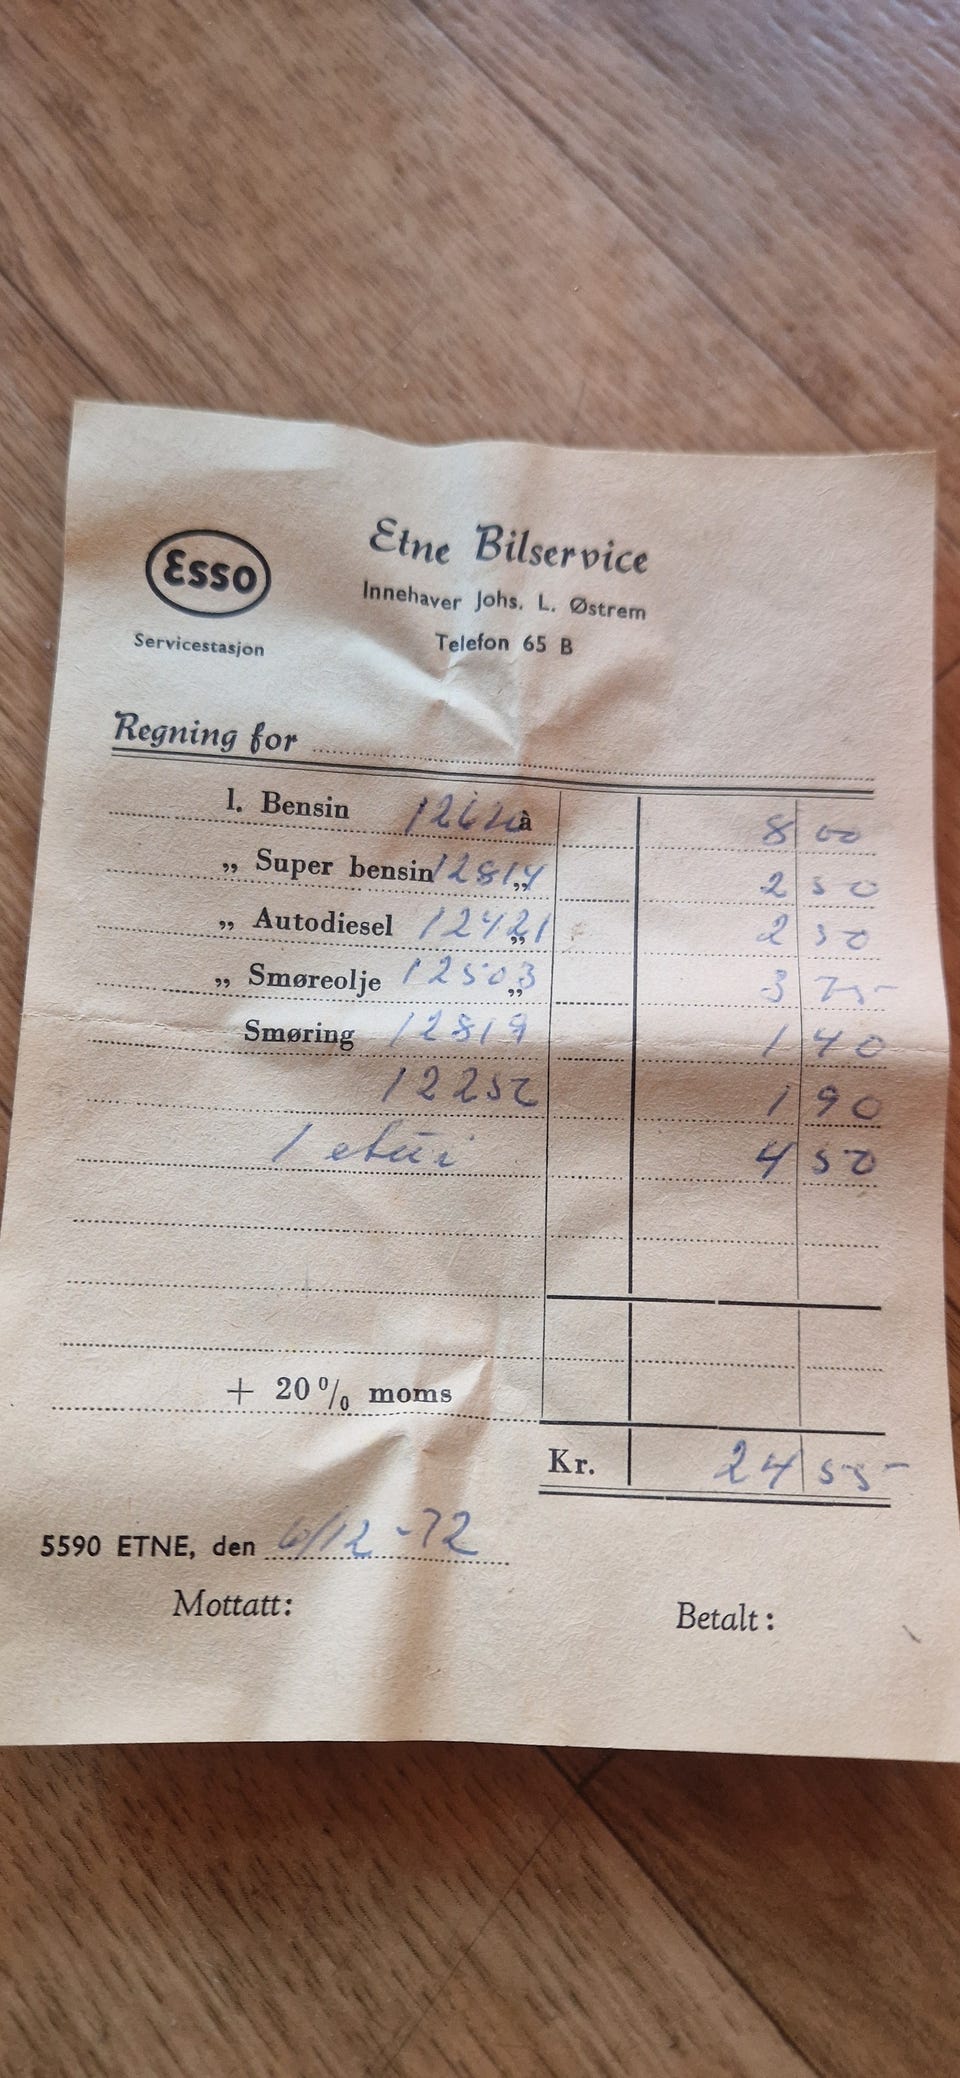 Esso
Servicestasjon
Etne Bilservice
Innehaver Johs. L. Østrem
Telefon 65 B
Regning for
l. Bensin à 8 00
„ Super bensin 12814 „ 2 50
„ Autodiesel 12421 „ 2 50
„ Smøreolje 12503 „ 3 75-
Smøring 12819 1 40
12252 1 90
1 etui 4 50
+ 20% moms
Kr. 24 55-
5590 ETNE, den 6/12-72
Mottatt: Betalt: